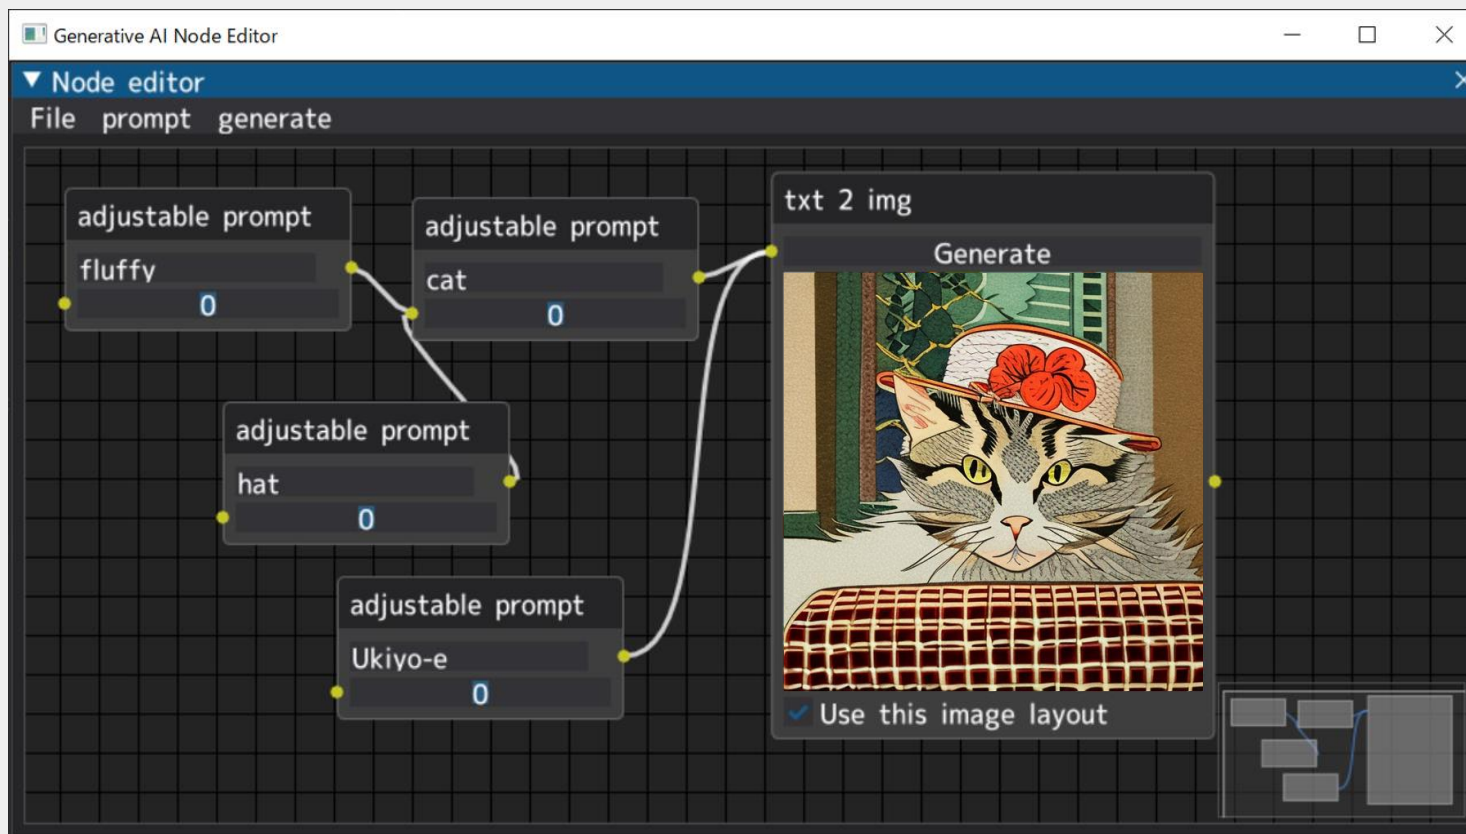 Generative AI Node Editor
Node editor
File prompt generate
adjustable prompt
fluffy
0
adjustable prompt
cat
0
adjustable prompt
hat
0
adjustable prompt
Ukiyo-e
0
txt 2 img
Generate
Use this image layout